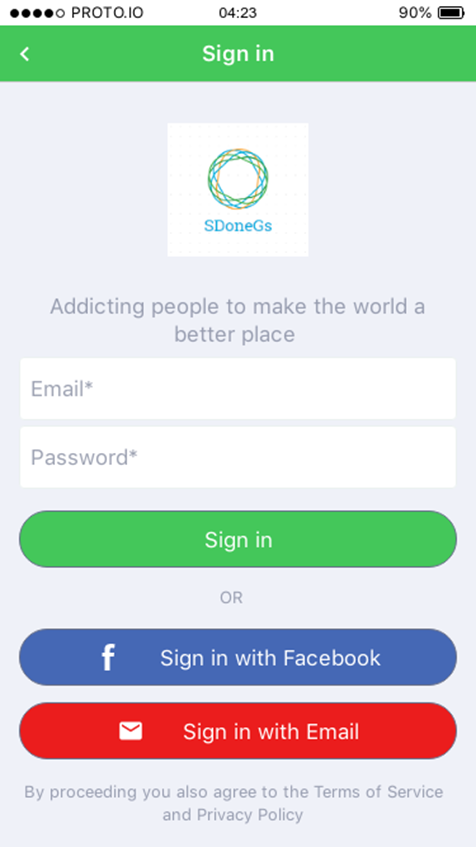 PROTO.IO 04:23 90%
Sign in
SDoneGs
Addicting people to make the world a
better place
Email*
Password*
Sign in
OR
f Sign in with Facebook
Sign in with Email
By proceeding you also agree to the Terms of Service
and Privacy Policy